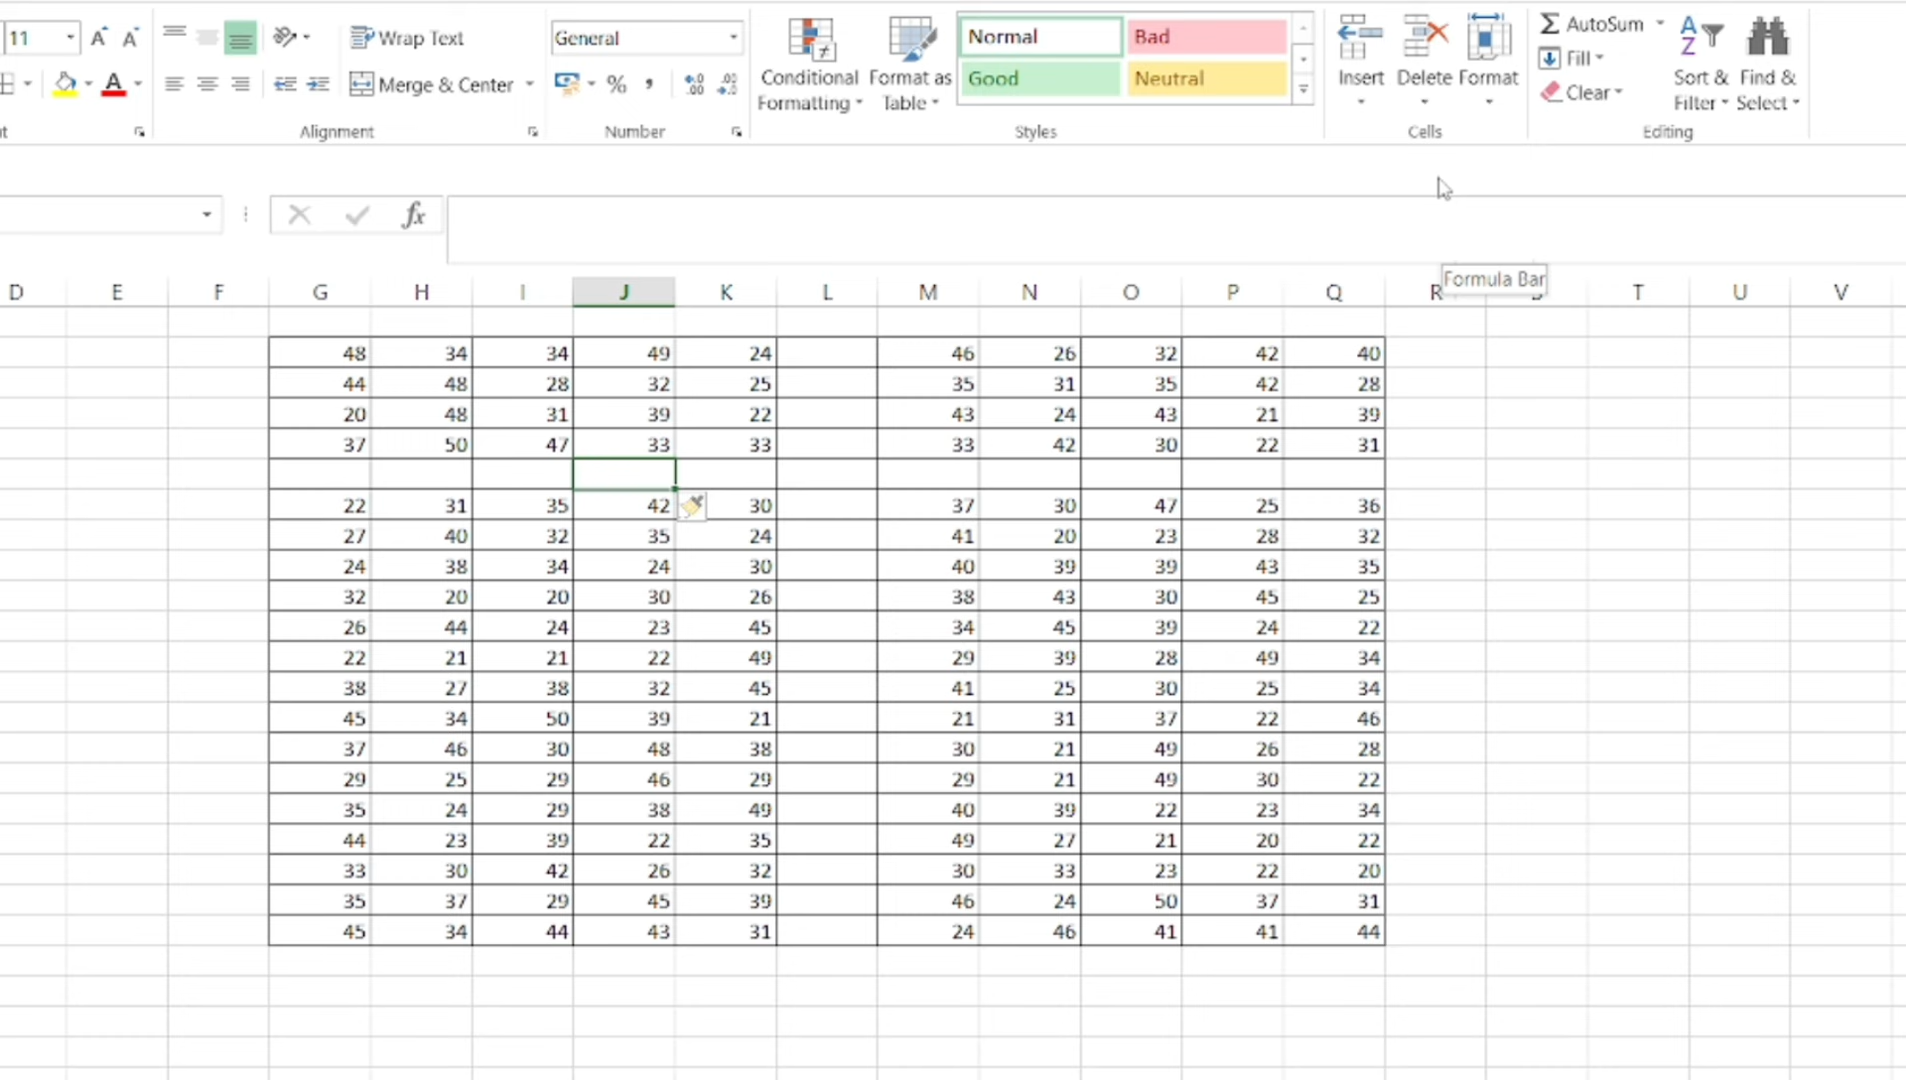 11 Wrap Text General Normal Bad AutoSum
Merge & Center % , Conditional Formatting Format as Table Good Neutral Insert Delete Format Fill Clear Sort & Filter Find & Select
Alignment Number Styles Cells Editing
fx
Formula Bar
D E F G H I J K L M N O P Q R T U V
48 34 34 49 24 46 26 32 42 40
44 48 28 32 25 35 31 35 42 28
20 48 31 39 22 43 24 43 21 39
37 50 47 33 33 33 42 30 22 31
22 31 35 42 30 37 30 47 25 36
27 40 32 35 24 41 20 23 28 32
24 38 34 24 30 40 39 39 43 35
32 20 20 30 26 38 43 30 45 25
26 44 24 23 45 34 45 39 24 22
22 21 21 22 49 29 39 28 49 34
38 27 38 32 45 41 25 30 25 34
45 34 50 39 21 21 31 37 22 46
37 46 30 48 38 30 21 49 26 28
29 25 29 46 29 29 21 49 30 22
35 24 29 38 49 40 39 22 23 34
44 23 39 22 35 49 27 21 20 22
33 30 42 26 32 30 33 23 22 20
35 37 29 45 39 46 24 50 37 31
45 34 44 43 31 24 46 41 41 44